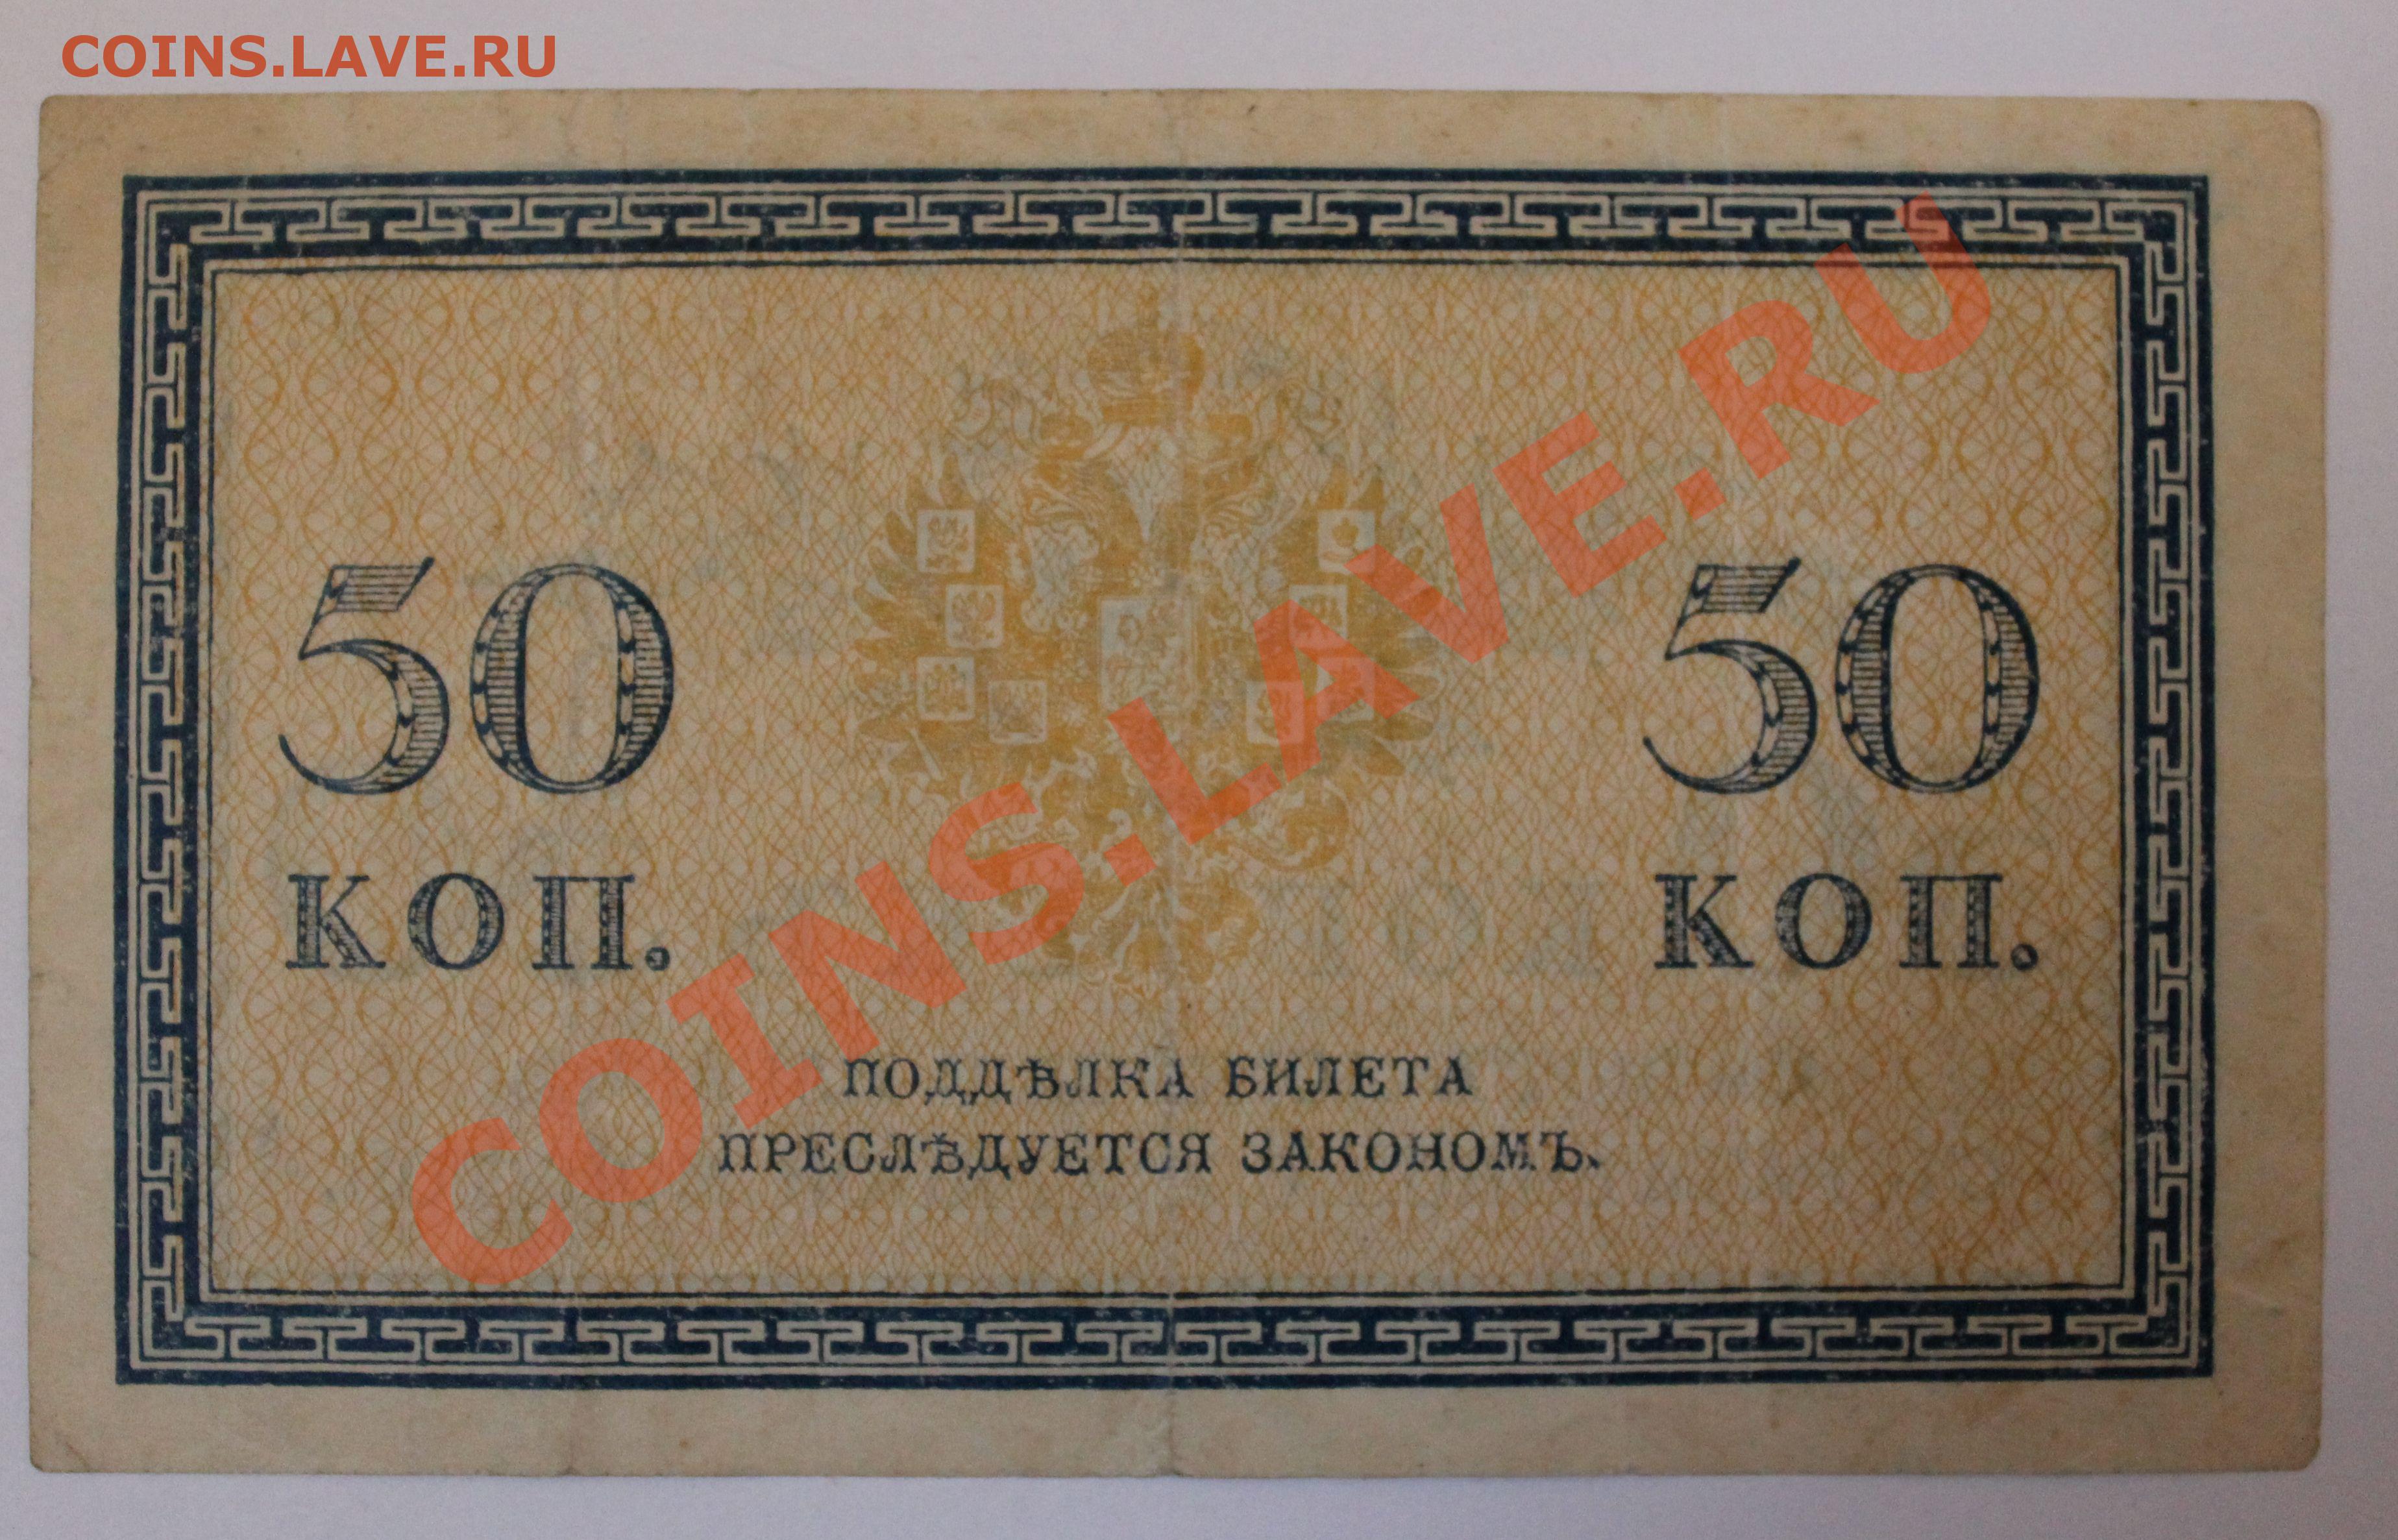 COINS.LAVE.RU
50
50
КОП.
КОП.
COINS.LAVE.RU
ПОДДѢЛКА БИЛЕТА
ПРЕСЛѢДУЕТСЯ ЗАКОНОМЪ.